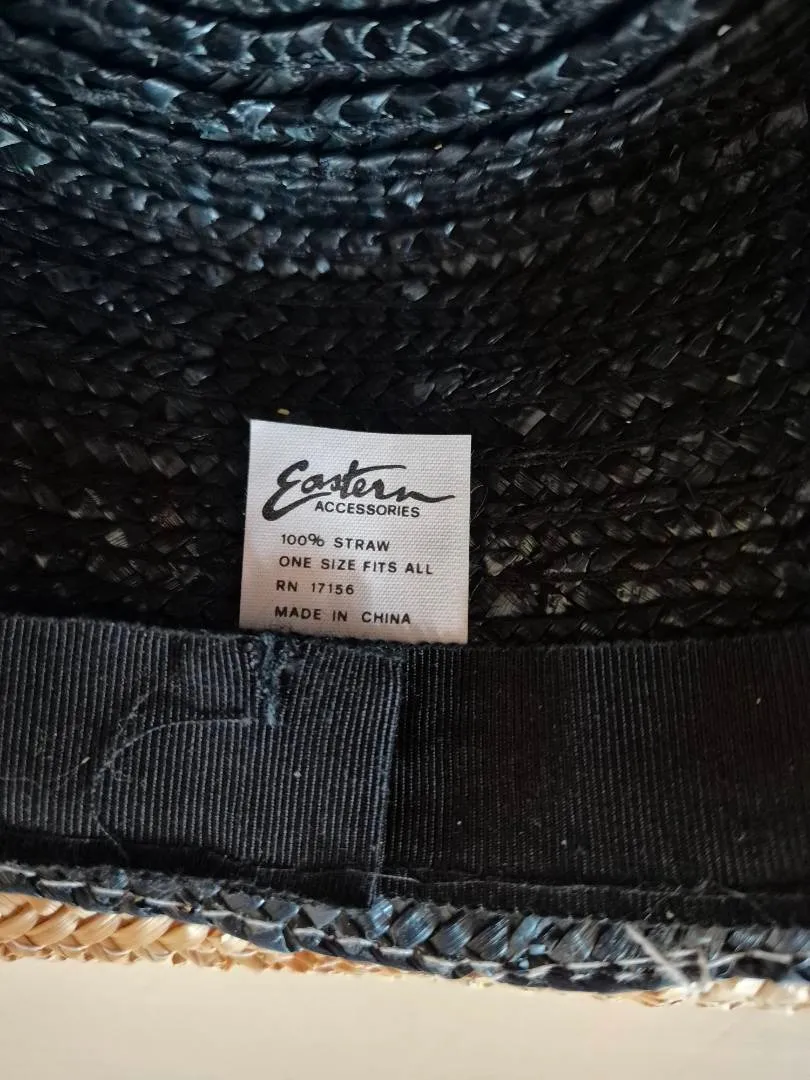 Eastern
ACCESSORIES
100% STRAW
ONE SIZE FITS ALL
RN 17156
MADE IN CHINA